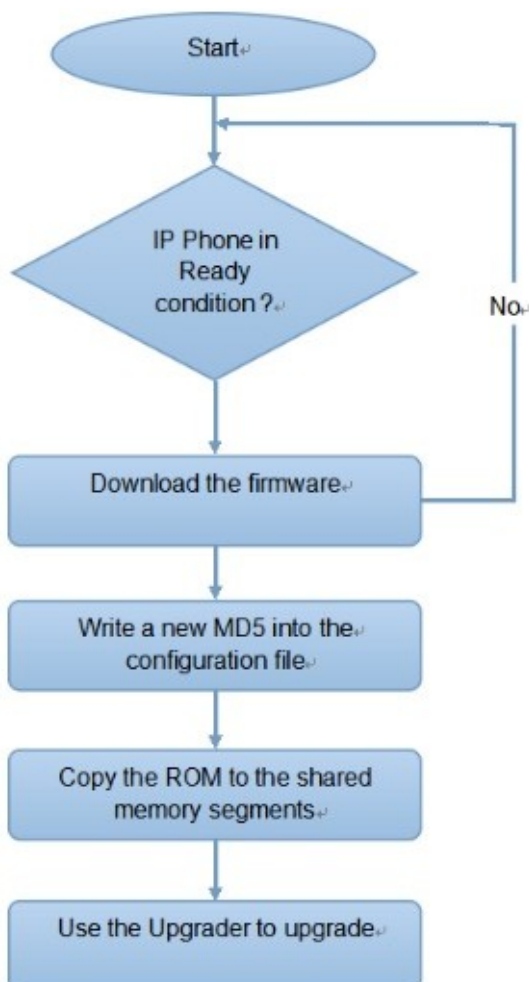 Start
IP Phone in
Ready
condition?
No
Download the firmware
Write a new MD5 into the
configuration file
Copy the ROM to the shared
memory segments
Use the Upgrader to upgrade